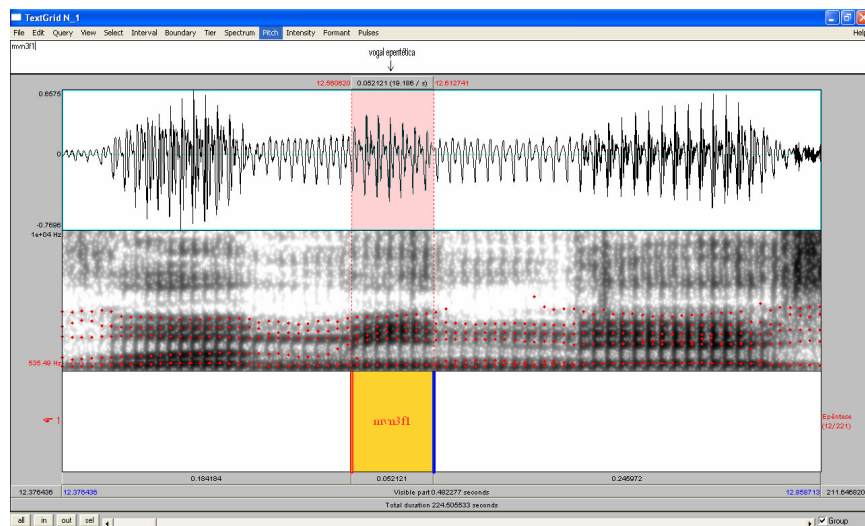 TextGrid N_1
File Edit Query View Select Interval Boundary Tier Spectrum Pitch Intensity Formant Pulses Help
mvn3f1
vogal epentética
12.560620 0.052121 (19.186 / s) 12.612741
0.6575
0
-0.7696
1e+04 Hz
535.49 Hz
1
mvn3f1
Epêntese
(12/221)
0.184184 0.052121 0.245972
12.376436 12.376436 Visible part 0.482277 seconds 12.858713 211.646820
Total duration 224.505533 seconds
all in out sel Group